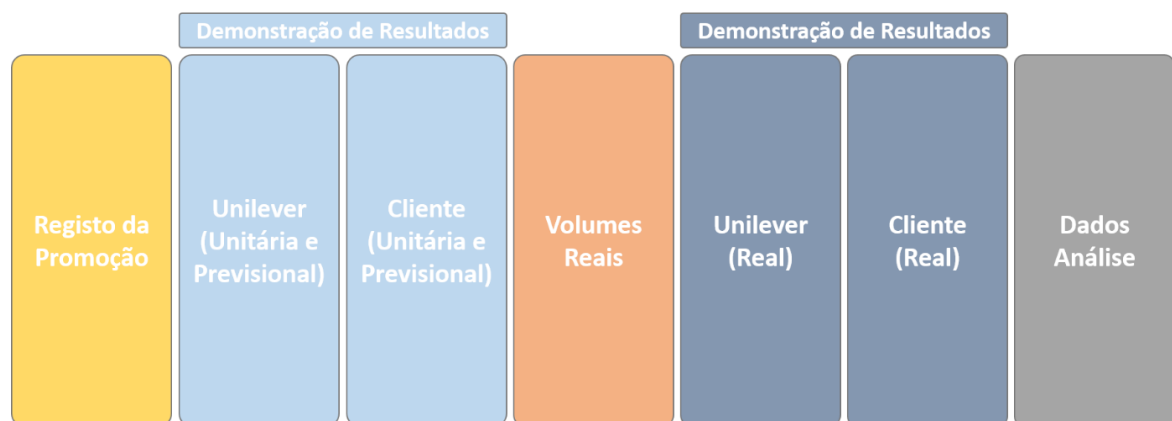 Demonstração de Resultados
Demonstração de Resultados
Registo da
Promoção
Unilever
(Unitária e
Previsional)
Cliente
(Unitária e
Previsional)
Volumes
Reais
Unilever
(Real)
Cliente
(Real)
Dados
Análise